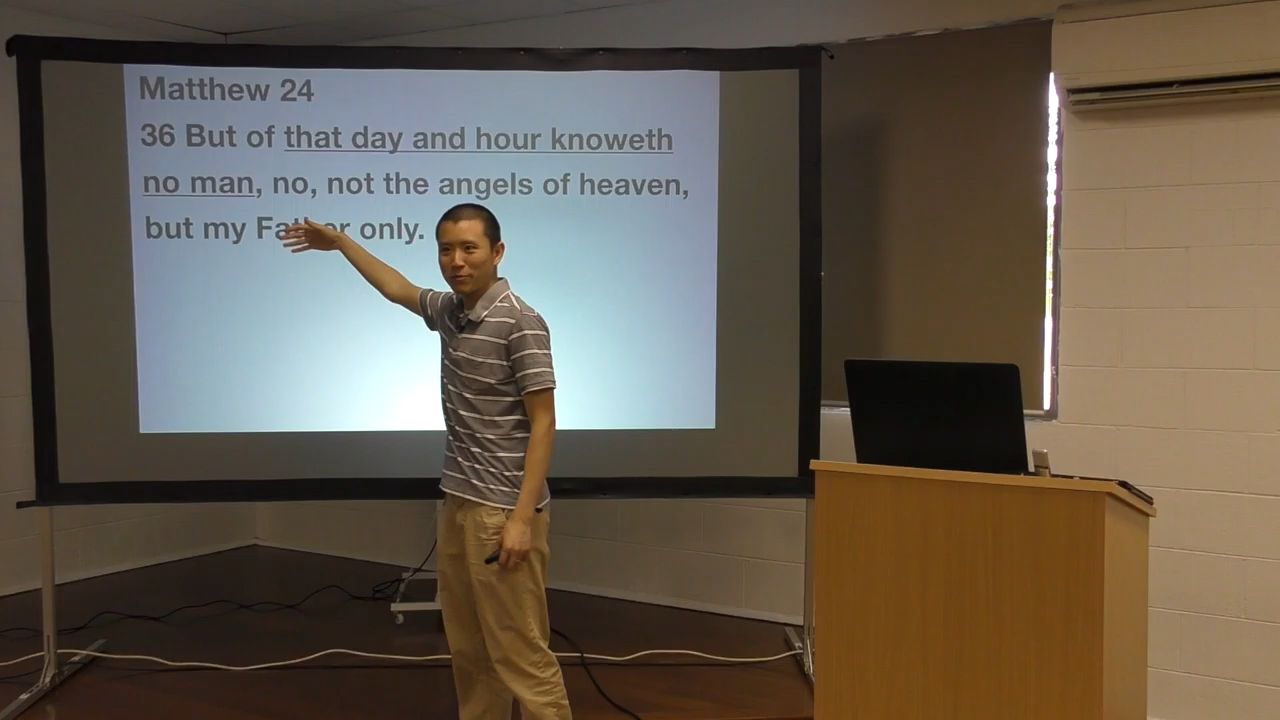 Matthew 24
36 But of that day and hour knoweth
no man, no, not the angels of heaven,
but my Father only.